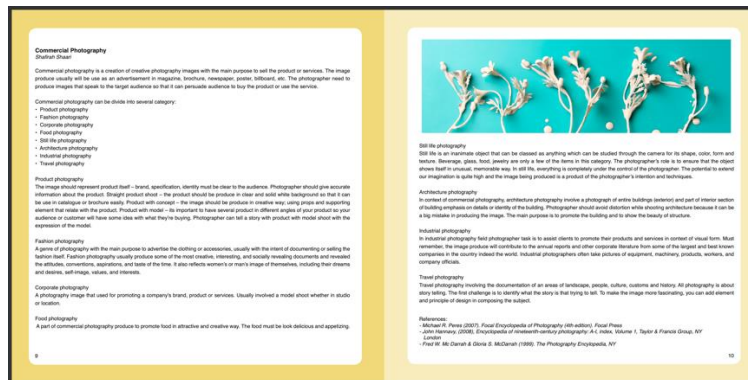 Commercial Photography
Shalinah Shaari
Commercial photography is a creation of creative photography images with the main purpose to sell the product or services. The image
produce usually will be use as an advertisement in magazine, brochure, newspaper, poster, billboard, etc. The photographer need to
produce images that speak to the target audience so that it can persuade audience to buy the product or use the service.
Commercial photography can be divide into several category:
• Product photography
• Fashion photography
• Corporate photography
• Food photography
• Still life photography
• Architecture photography
• Industrial photography
• Travel photography
Product photography
The image should represent product itself – brand, specification, identity must be clear to the audience. Photographer should give accurate
information about the product. Straight product shoot – the product should be produce in clear and solid white background so that it can
be use in catalogue or brochure easily. Product with concept – the image should be produce in creative way; using props and supporting
element that relate with the product. Product with model – its important to have several product in different angles of your product so your
audience or customer will have some idea with what they're buying. Photographer can tell a story with product with model shoot with the
expression of the model.
Fashion photography
A genre of photography with the main purpose to advertise the clothing or accessories, usually with the intent of documenting or selling the
fashion itself. Fashion photography usually produce some of the most creative, interesting, and socially revealing documents and revealed
the attitudes, conventions, aspirations, and taste of the time. It also reflects women's or man's image of themselves, including their dreams
and desires, self-image, values, and interests.
Corporate photography
A photography image that used for promoting a company's brand, product or services. Usually involved a model shoot whether in studio
or location.
Food photography
A part of commercial photography produce to promote food in attractive and creative way. The food must be look delicious and appetizing.
9
Still life photography
Still life is an inanimate object that can be classed as anything which can be studied through the camera for its shape, color, form and
texture. Beverage, glass, food, jewelry are only a few of the items in this category. The photographer's role is to ensure that the object
shows itself in unusual, memorable way. In still life, everything is completely under the control of the photographer. The potential to extend
our imagination is quite high and the image being produced is a product of the photographer's intention and techniques.
Architecture photography
In context of commercial photography, architecture photography involve a photograph of entire buildings (exterior) and part of interior section
of building emphasis on details or identity of the building. Photographer should avoid distortion while shooting architecture because it can be
a big mistake in producing the image. The main purpose is to promote the building and to show the beauty of structure.
Industrial photography
In industrial photography field photographer task is to assist clients to promote their products and services in context of visual form. Must
remember, the image produce will contribute to the annual reports and other corporate literature from some of the largest and best known
companies in the country indeed the world. Industrial photographers often take pictures of equipment, machinery, products, workers, and
company officials.
Travel photography
Travel photography involving the documentation of an areas of landscape, people, culture, customs and history. All photography is about
story telling. The first challenge is to identify what the story is that trying to tell. To make the image more fascinating, you can add element
and principle of design in composing the subject.
References:
- Michael R. Peres (2007). Focal Encyclopedia of Photography (4th edition). Focal Press
- John Hannavy, (2008), Encyclopedia of nineteenth-century photography: A-I, index, Volume 1, Taylor & Francis Group, NY
London
- Fred W. Mc Darrah & Gloria S. McDarrah (1999). The Photography Encylopedia, NY
10